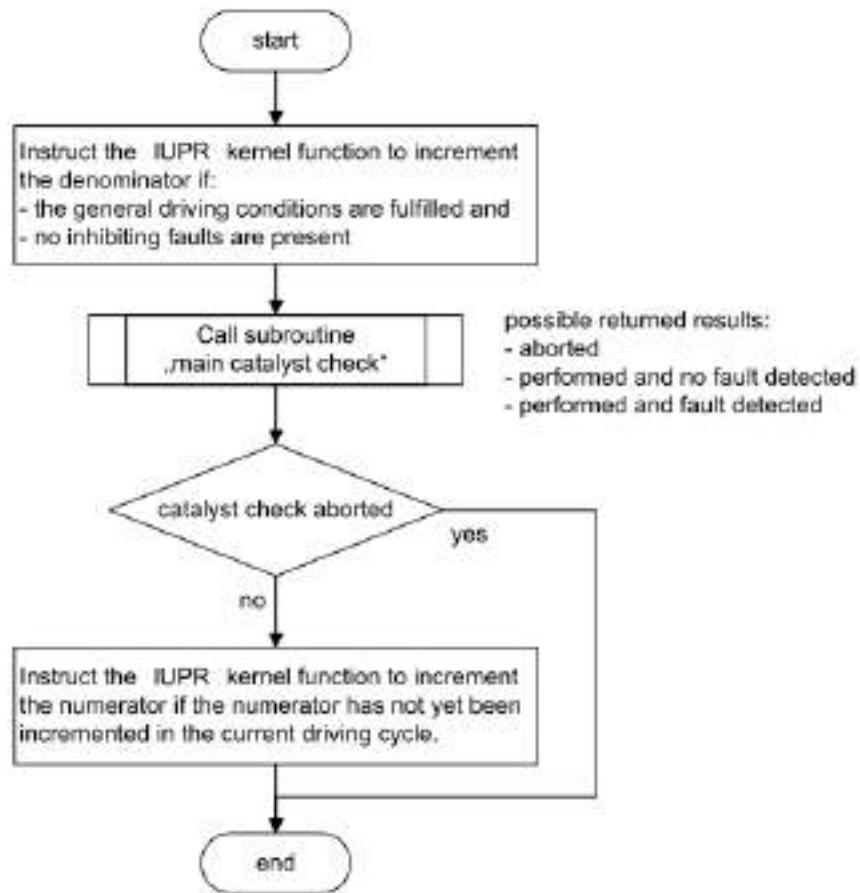 start
Instruct the IUPR kernel function to increment
the denominator if:
- the general driving conditions are fulfilled and
- no inhibiting faults are present
Call subroutine
„main catalyst check“
possible returned results:
- aborted
- performed and no fault detected
- performed and fault detected
catalyst check aborted
yes
no
Instruct the IUPR kernel function to increment
the numerator if the numerator has not yet been
incremented in the current driving cycle.
end